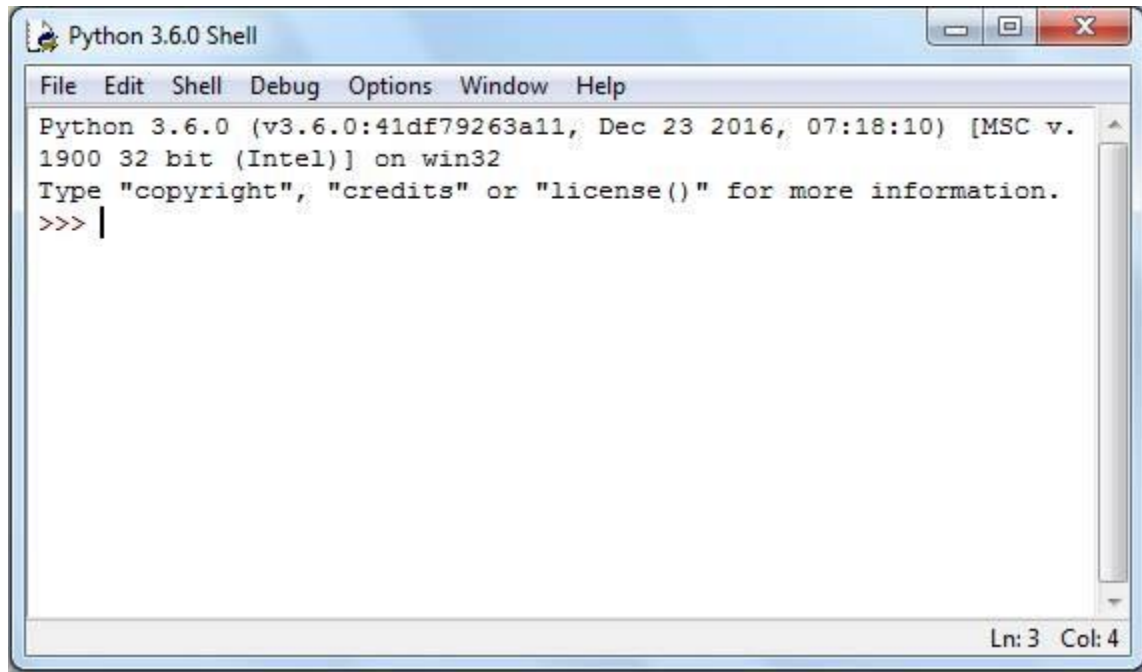 Python 3.6.0 Shell
File Edit Shell Debug Options Window Help
Python 3.6.0 (v3.6.0:41df79263a11, Dec 23 2016, 07:18:10) [MSC v.
1900 32 bit (Intel)] on win32
Type "copyright", "credits" or "license()" for more information.
>>>
Ln: 3 Col: 4